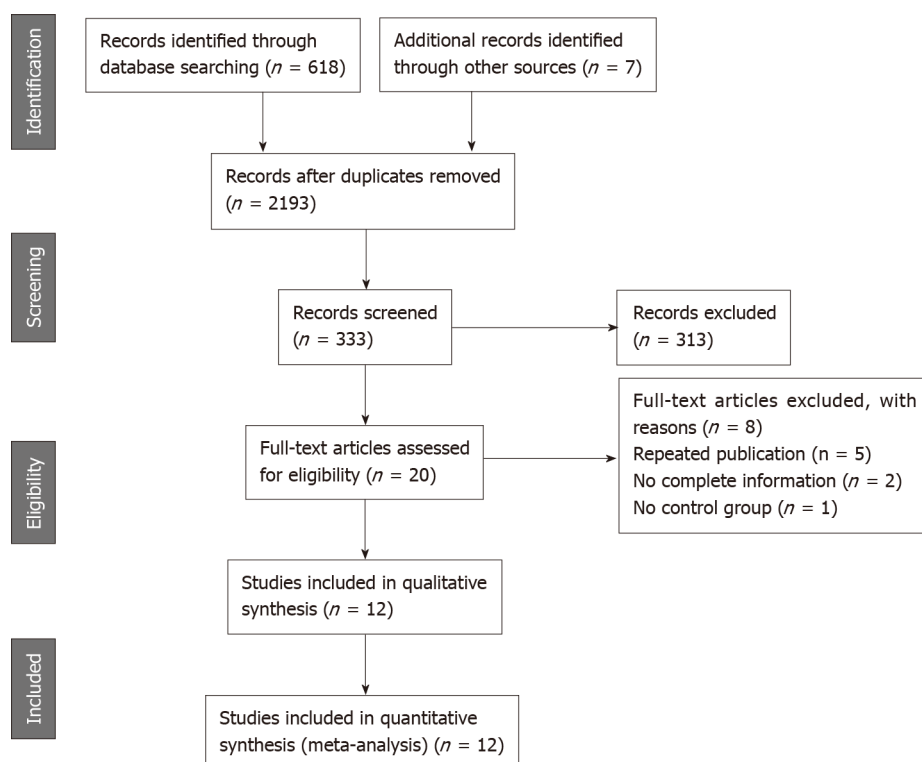 Identification
Records identified through
database searching (n = 618)
Additional records identified
through other sources (n = 7)
Records after duplicates removed
(n = 2193)
Screening
Records screened
(n = 333)
Records excluded
(n = 313)
Eligibility
Full-text articles assessed
for eligibility (n = 20)
Full-text articles excluded, with
reasons (n = 8)
Repeated publication (n = 5)
No complete information (n = 2)
No control group (n = 1)
Studies included in qualitative
synthesis (n = 12)
Included
Studies included in quantitative
synthesis (meta-analysis) (n = 12)